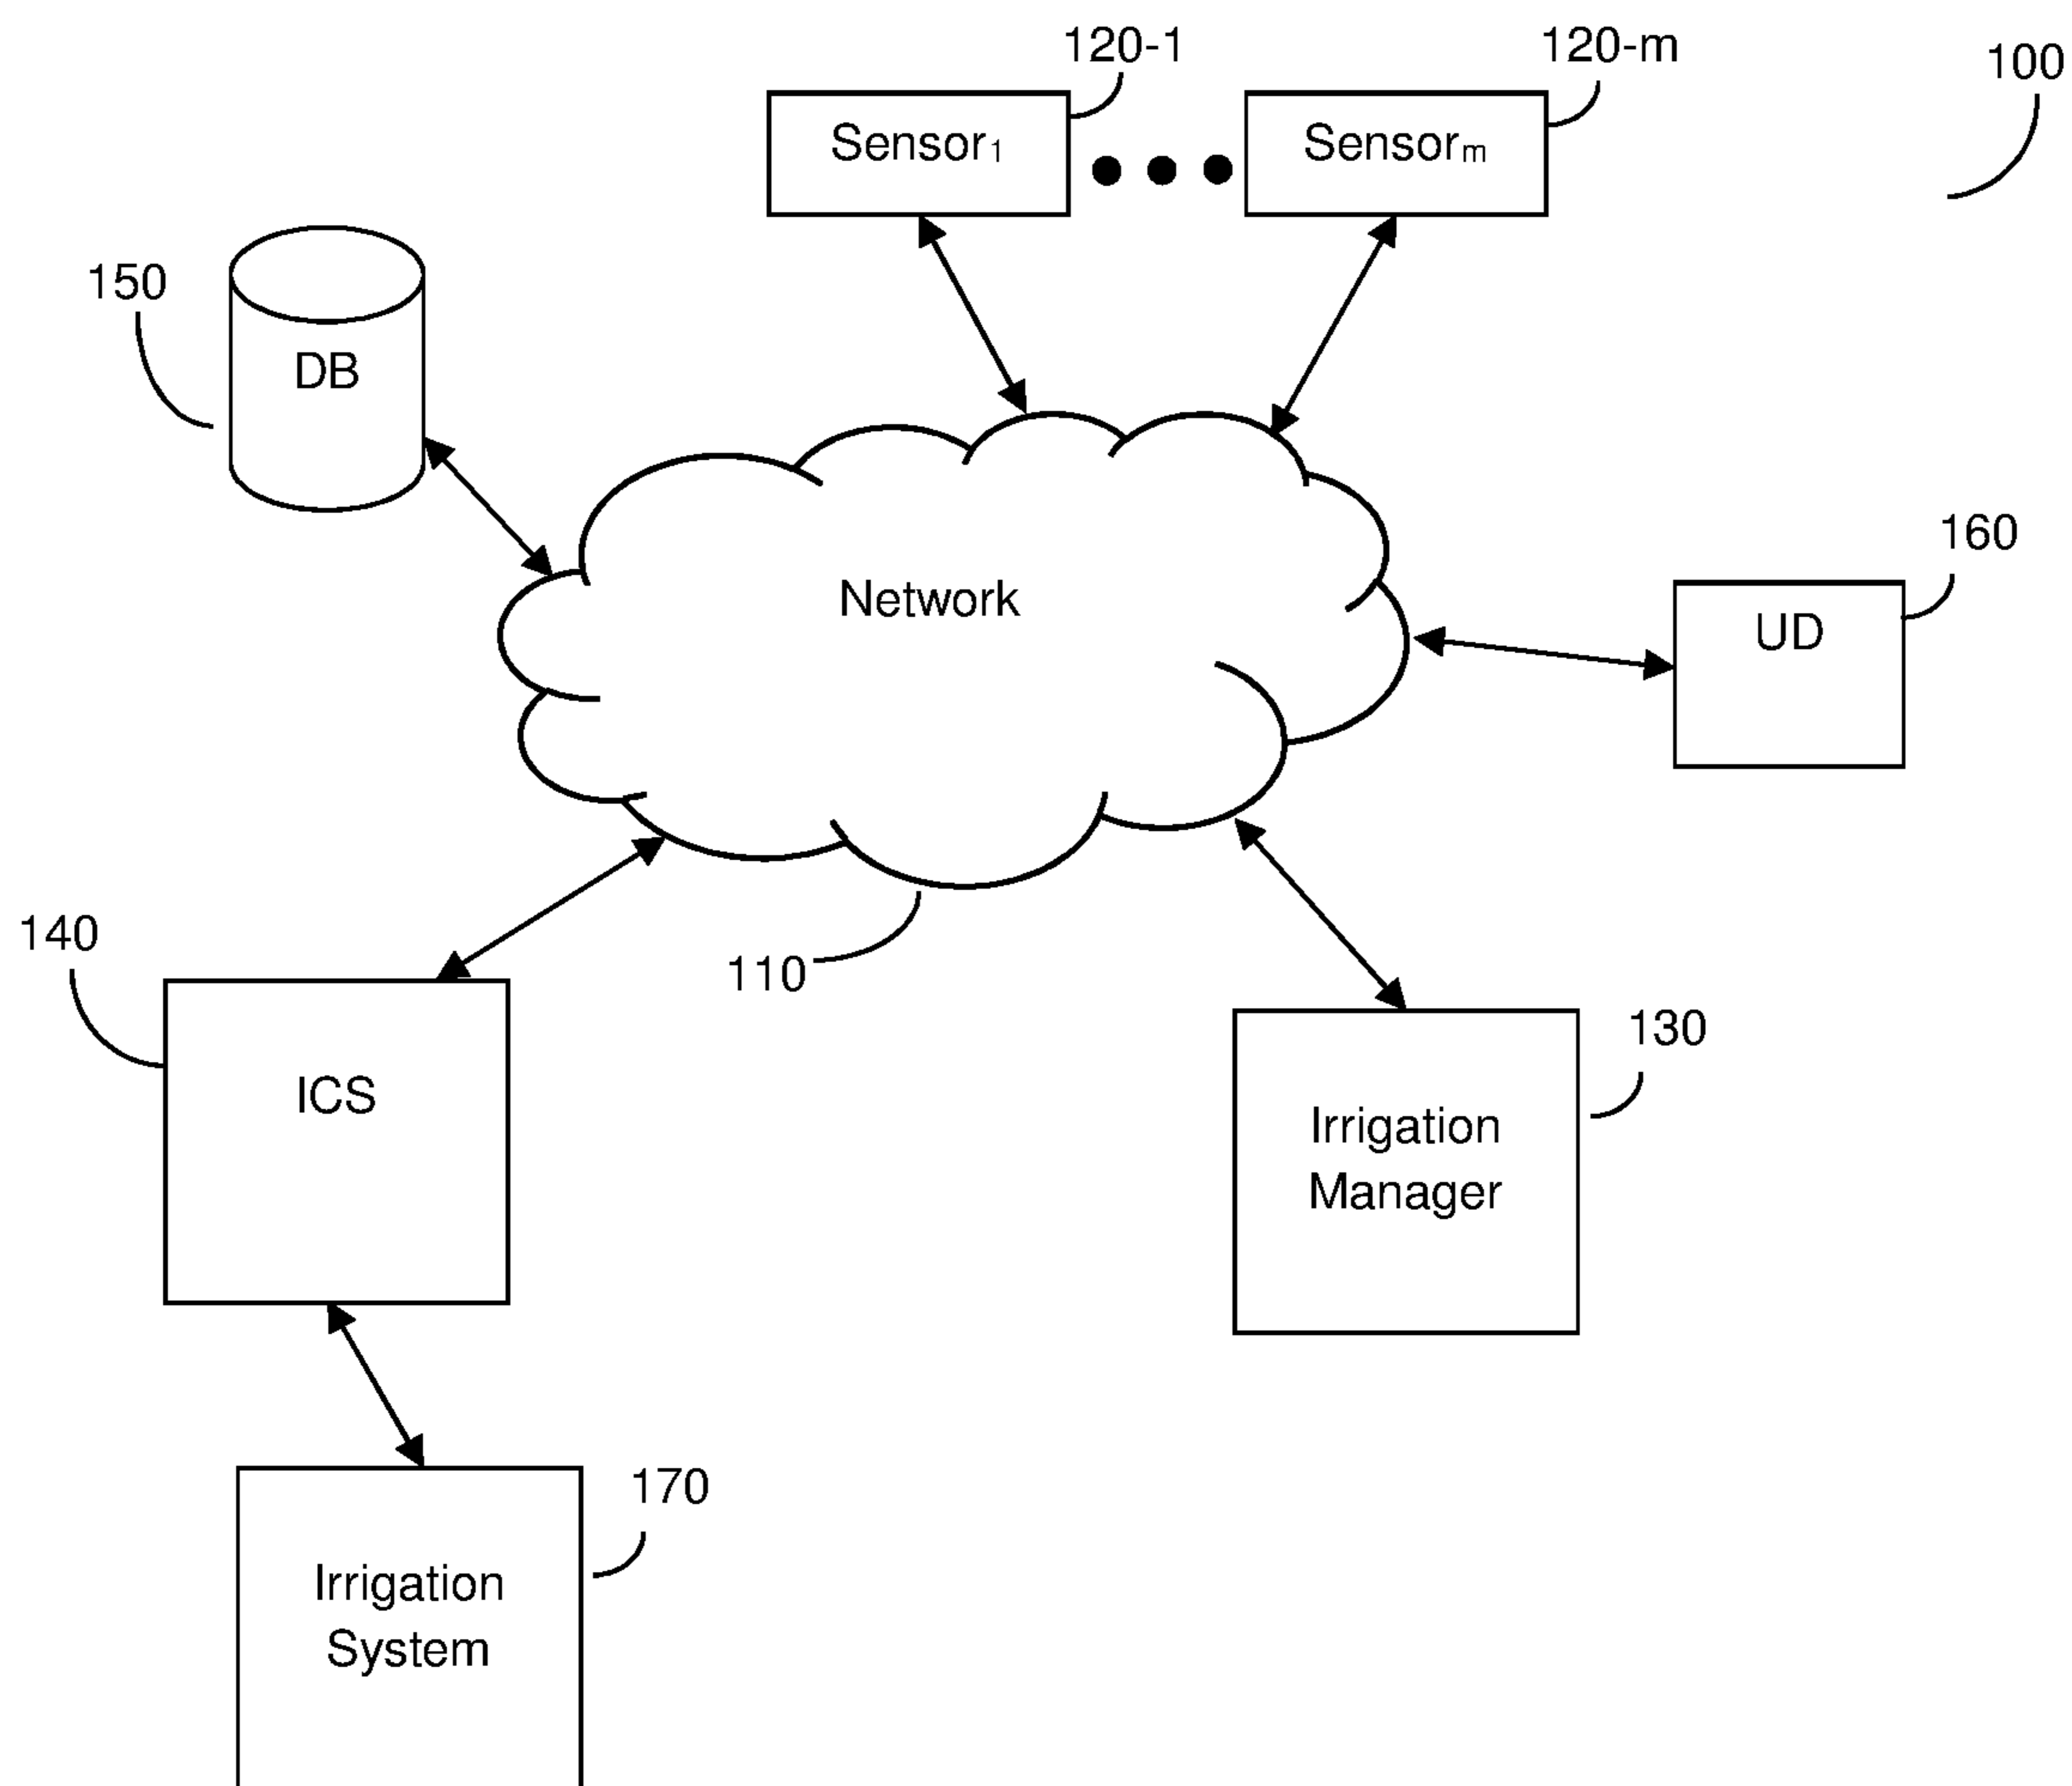 120-1
120-m
100
Sensor₁
Sensorₘ
150
DB
160
Network
UD
140
110
130
ICS
Irrigation
Manager
170
Irrigation
System